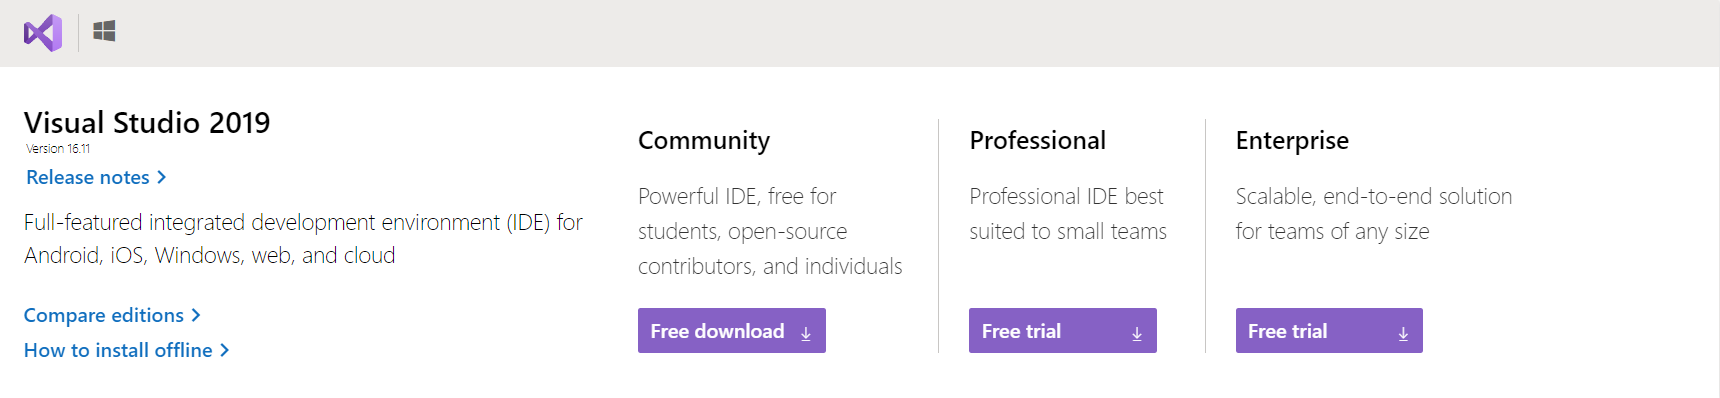 Visual Studio 2019
Version 16.11
Release notes
Full-featured integrated development environment (IDE) for
Android, iOS, Windows, web, and cloud
Compare editions
How to install offline
Community
Powerful IDE, free for
students, open-source
contributors, and individuals
Free download
Professional
Professional IDE best
suited to small teams
Free trial
Enterprise
Scalable, end-to-end solution
for teams of any size
Free trial